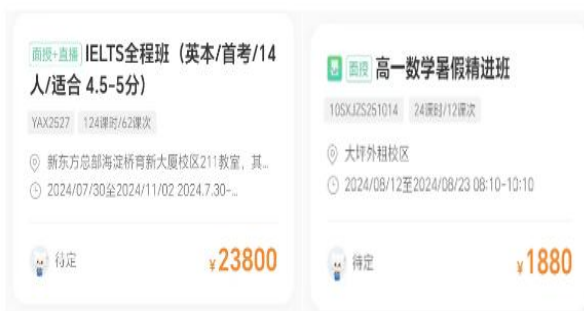 面授+直播 IELTS全程班（英本/首考/14
人/适合 4.5-5分）
YAX2527 124课时/62课次
新东方总部海淀桥育新大厦校区211教室，其...
2024/07/30至2024/11/02 2024.7.30-...
待定
¥23800
面授 高一数学暑假精进班
10SXJZS251014 24课时/12课次
大坪外租校区
2024/08/12至2024/08/23 08:10-10:10
待定
¥1880